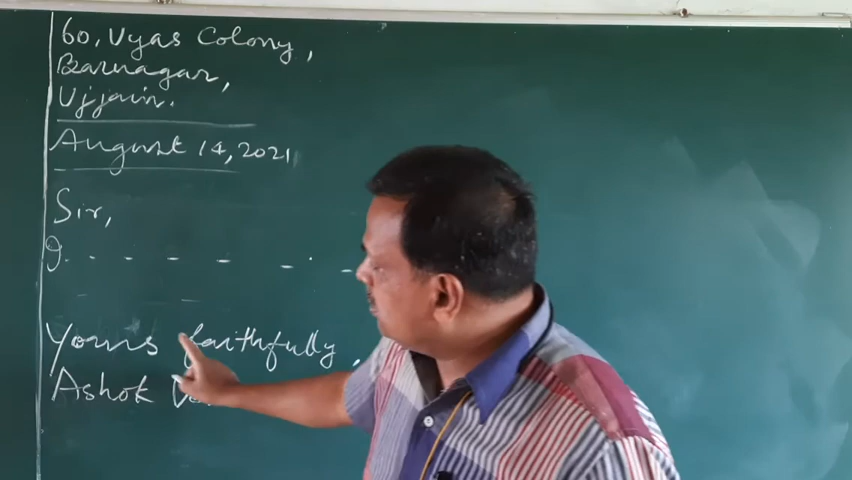 60, Vyas Colony,
Barnagar,
Ujjain.
August 14, 2021
Sir,
I. . - - - - . -
Yours faithfully,
Ashok